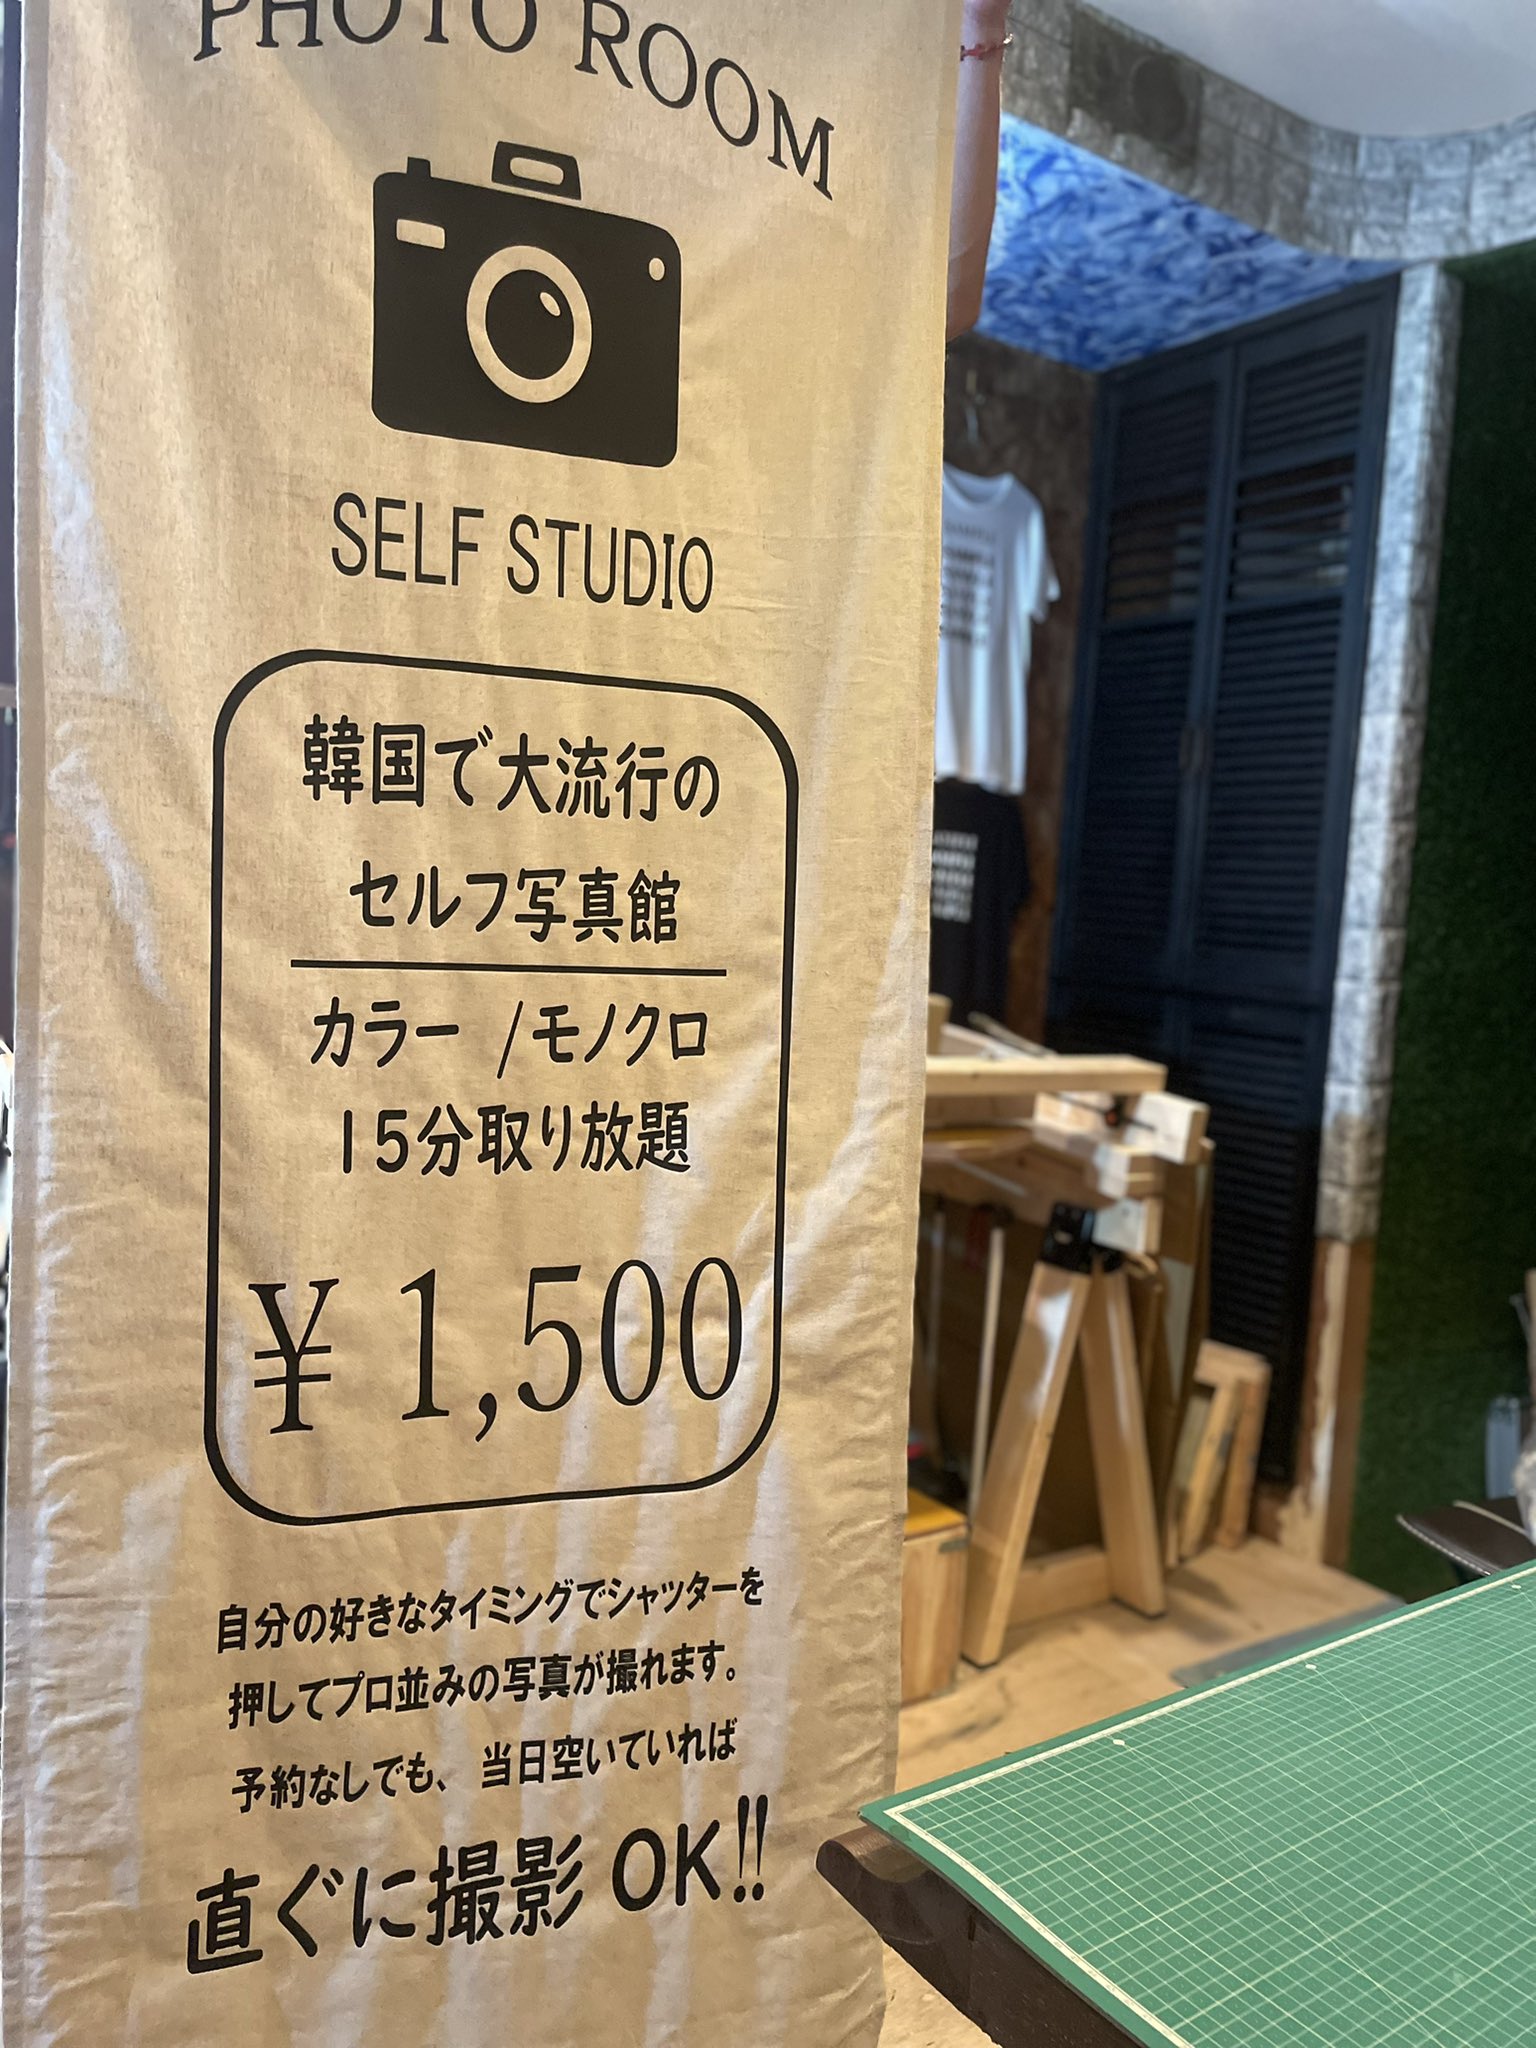 PHOTO ROOM
SELF STUDIO
韓国で大流行の
セルフ写真館
カラー /モノクロ
15分取り放題
¥ 1,500
自分の好きなタイミングでシャッターを
押してプロ並みの写真が撮れます。
予約なしでも、当日空いていれば
直ぐに撮影 OK!!